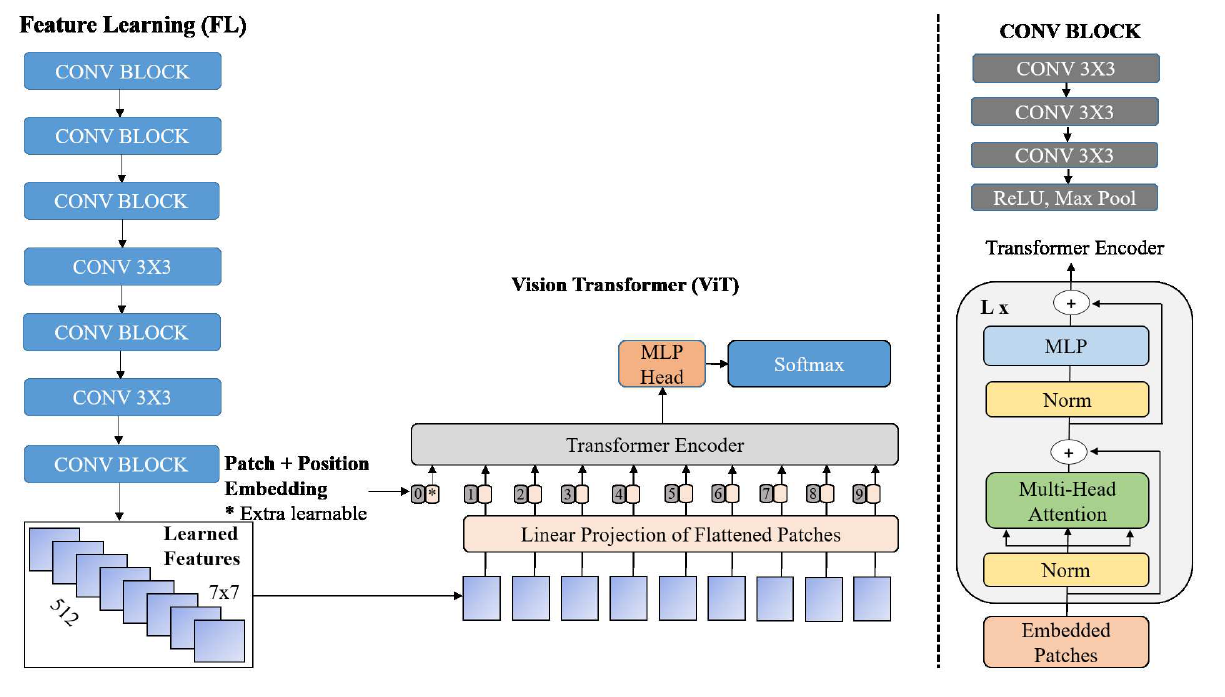 Feature Learning (FL)
CONV BLOCK
CONV BLOCK
CONV BLOCK
CONV 3X3
CONV BLOCK
CONV 3X3
CONV BLOCK
Learned
Features
7x7
512
Patch + Position
Embedding
* Extra learnable
Vision Transformer (ViT)
MLP
Head
Softmax
Transformer Encoder
0 * 1 2 3 4 5 6 7 8 9
Linear Projection of Flattened Patches
CONV BLOCK
CONV 3X3
CONV 3X3
CONV 3X3
ReLU, Max Pool
Transformer Encoder
+
L x
MLP
Norm
+
Multi-Head
Attention
Norm
Embedded
Patches